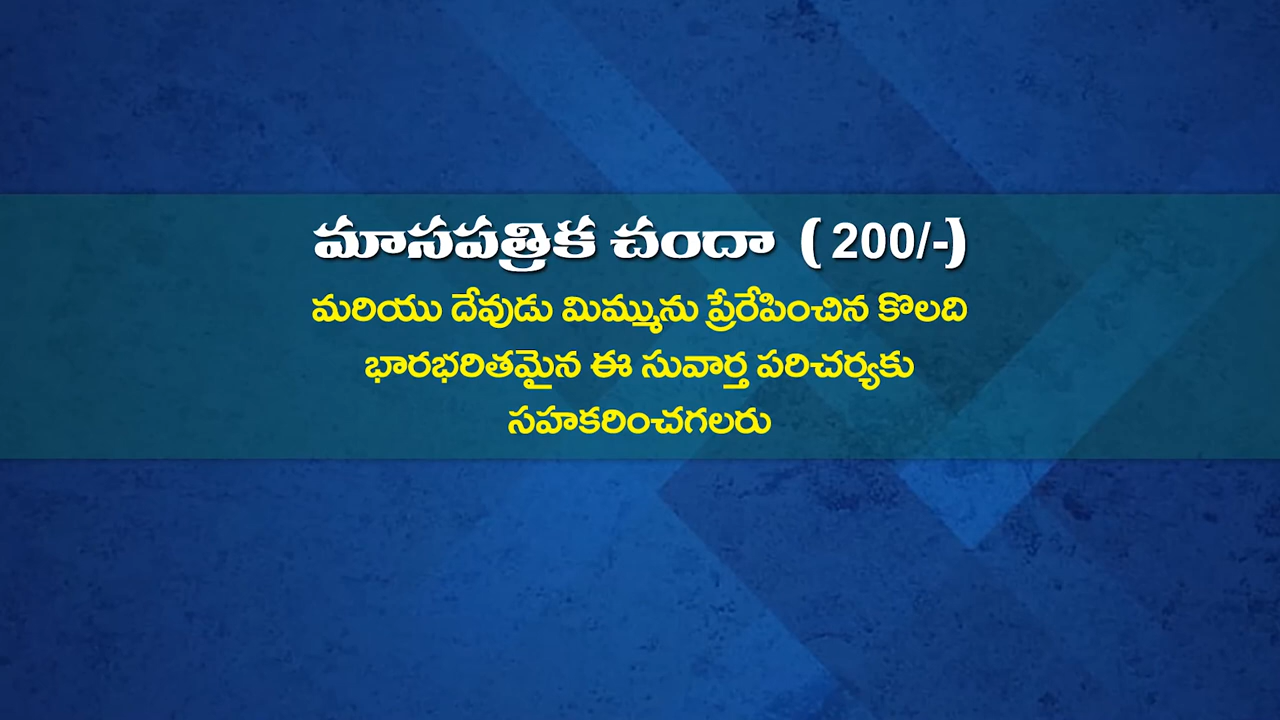 మాసపత్రిక చందా ( 200/-)
మరియు దేవుడు మిమ్మును ప్రేరేపించిన కొలది
భారభరితమైన ఈ సువార్త పరిచర్యకు
సహకరించగలరు